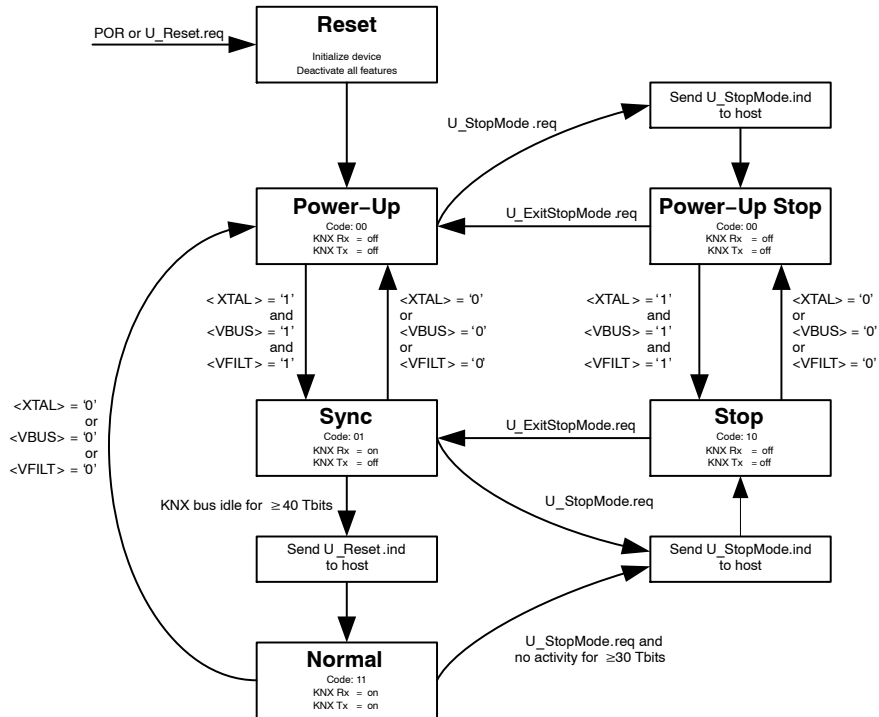 POR or U_Reset.req
Reset
Initialize device
Deactivate all features
U_StopMode .req
Send U_StopMode.ind
to host
Power−Up
Code: 00
KNX Rx = off
KNX Tx = off
U_ExitStopMode .req
Power−Up Stop
Code: 00
KNX Rx = off
KNX Tx = off
<XTAL> = ‘1’
and
<VBUS> = ‘1’
and
<VFILT> = ‘1’
<XTAL> = ‘0’
or
<VBUS> = ‘0’
or
<VFILT> = ‘0’
<XTAL> = ‘1’
and
<VBUS> = ‘1’
and
<VFILT> = ‘1’
<XTAL> = ‘0’
or
<VBUS> = ‘0’
or
<VFILT> = ‘0’
<XTAL> = ‘0’
or
<VBUS> = ‘0’
or
<VFILT> = ‘0’
Sync
Code: 01
KNX Rx = on
KNX Tx = off
U_ExitStopMode.req
Stop
Code: 10
KNX Rx = off
KNX Tx = off
KNX bus idle for ≥40 Tbits
U_StopMode.req
Send U_Reset.ind
to host
Send U_StopMode.ind
to host
U_StopMode.req and
no activity for ≥30 Tbits
Normal
Code: 11
KNX Rx = on
KNX Tx = on